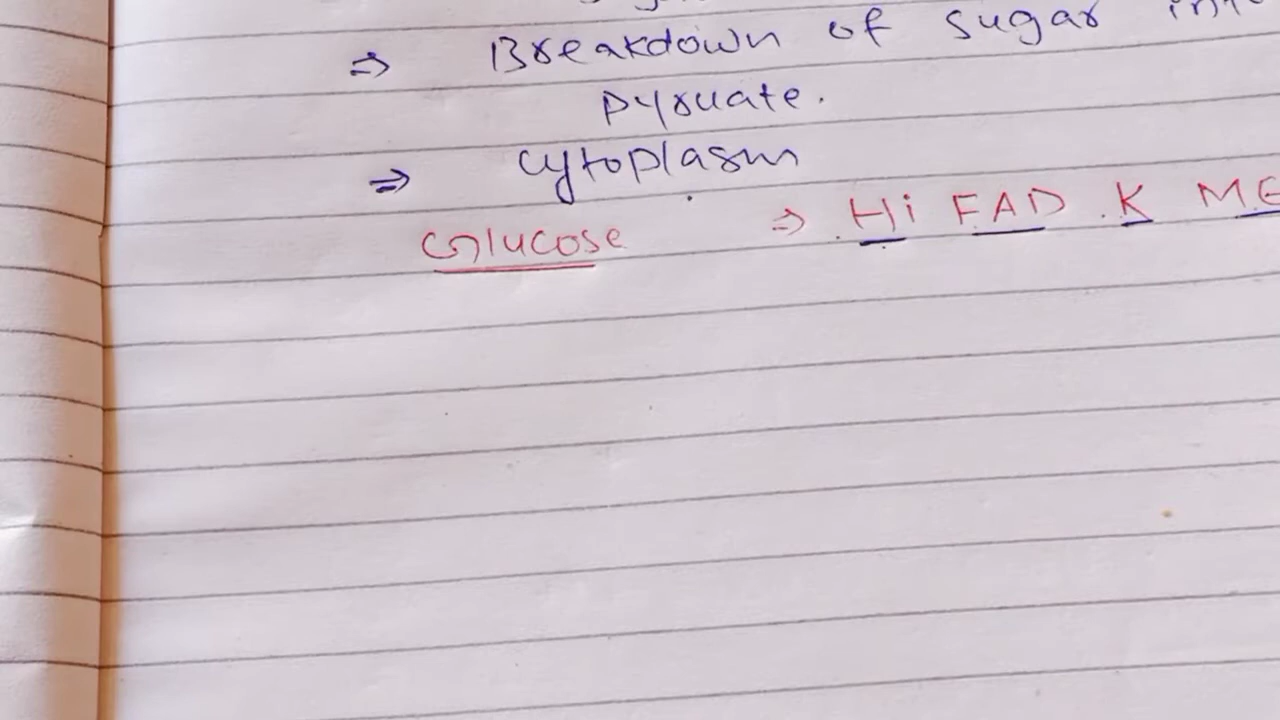 ⇒ Breakdown of sugar
pyruate.
⇒ cytoplasm
Glucose ⇒ Hi FAD K